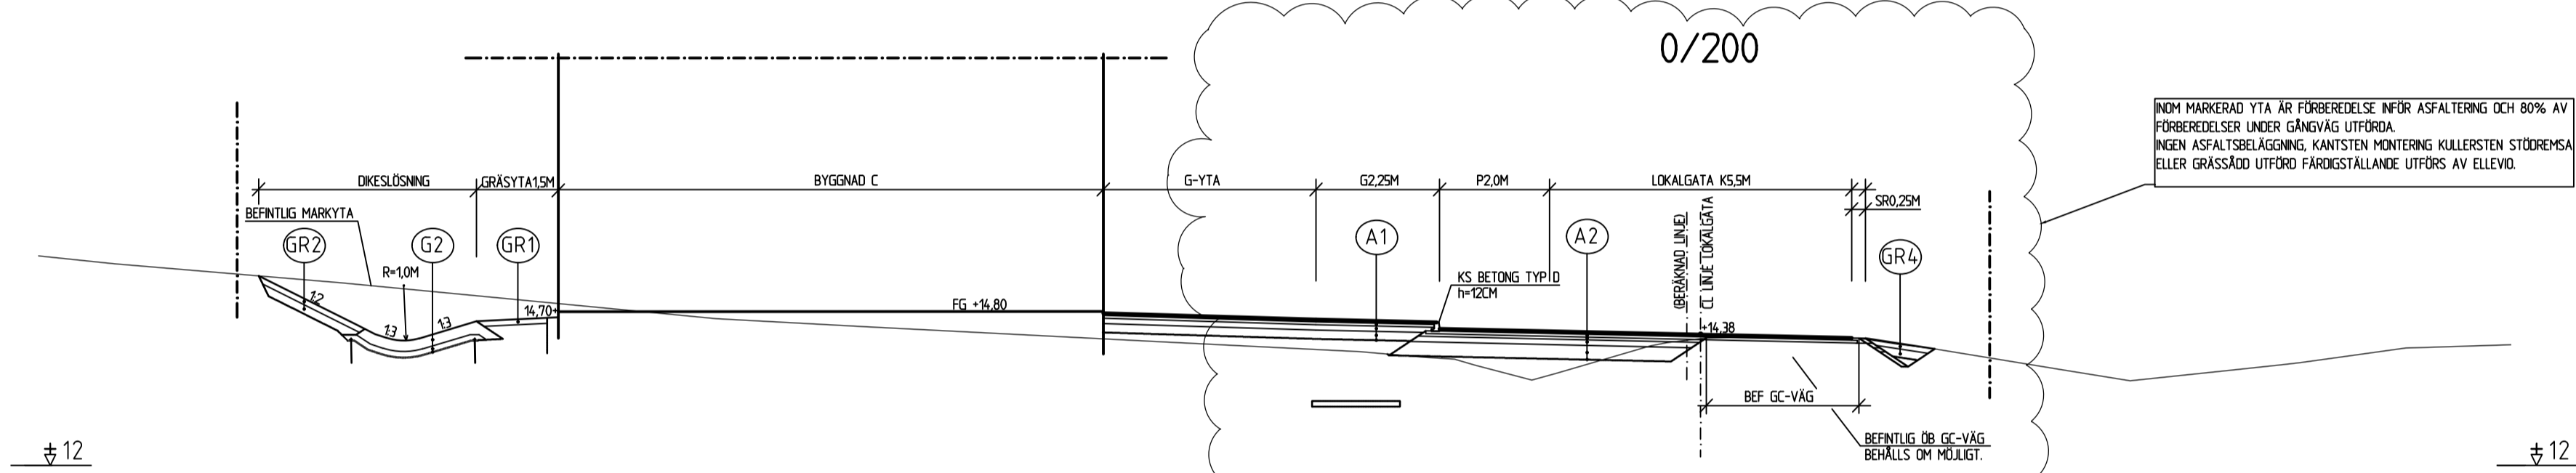 0/200
INOM MARKERAD YTA ÄR FÖRBEREDELSE INFÖR ASFALTERING OCH 80% AV
FÖRBEREDELSER UNDER GÅNGVÄG UTFÖRDA.
INGEN ASFALTSBELÄGGNING, KANTSTEN MONTERING KULLERSTEN STÖDREMSA
ELLER GRÄSSÅDD UTFÖRD FÄRDIGSTÄLLANDE UTFÖRS AV ELLEVIO.
DIKESLÖSNING
GRÄSYTA1,5M
BYGGNAD C
G-YTA
G2,25M
P2,0M
LOKALGATA K5,5M
SR0,25M
BEFINTLIG MARKYTA
GR2
G2
GR1
A1
A2
GR4
(BERÄKNAD LINJE)
CL LINJE LOKALGATA
R=1,0M
KS BETONG TYP D
h=12CM
1:2
1:3
1:3
14,70+
FG +14,80
+14,38
BEF GC-VÄG
BEFINTLIG ÖB GC-VÄG
BEHÅLLS OM MÖJLIGT.
± 12
± 12